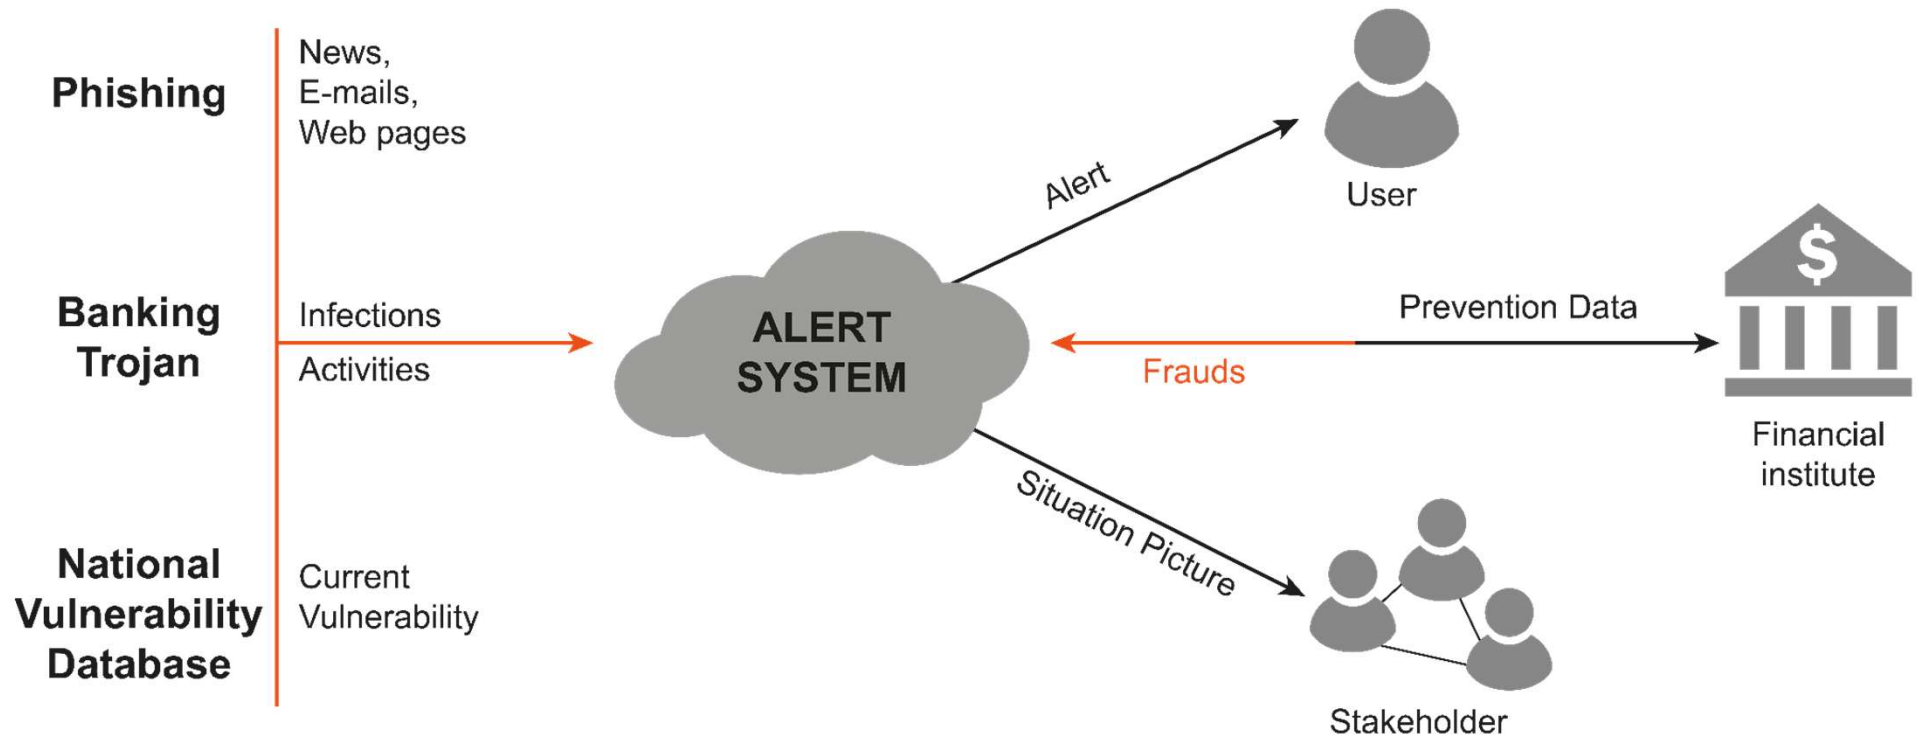 Phishing
News,
E-mails,
Web pages
Banking
Trojan
Infections
Activities
National
Vulnerability
Database
Current
Vulnerability
ALERT
SYSTEM
Alert
User
Frauds
Prevention Data
$
Financial
institute
Situation Picture
Stakeholder